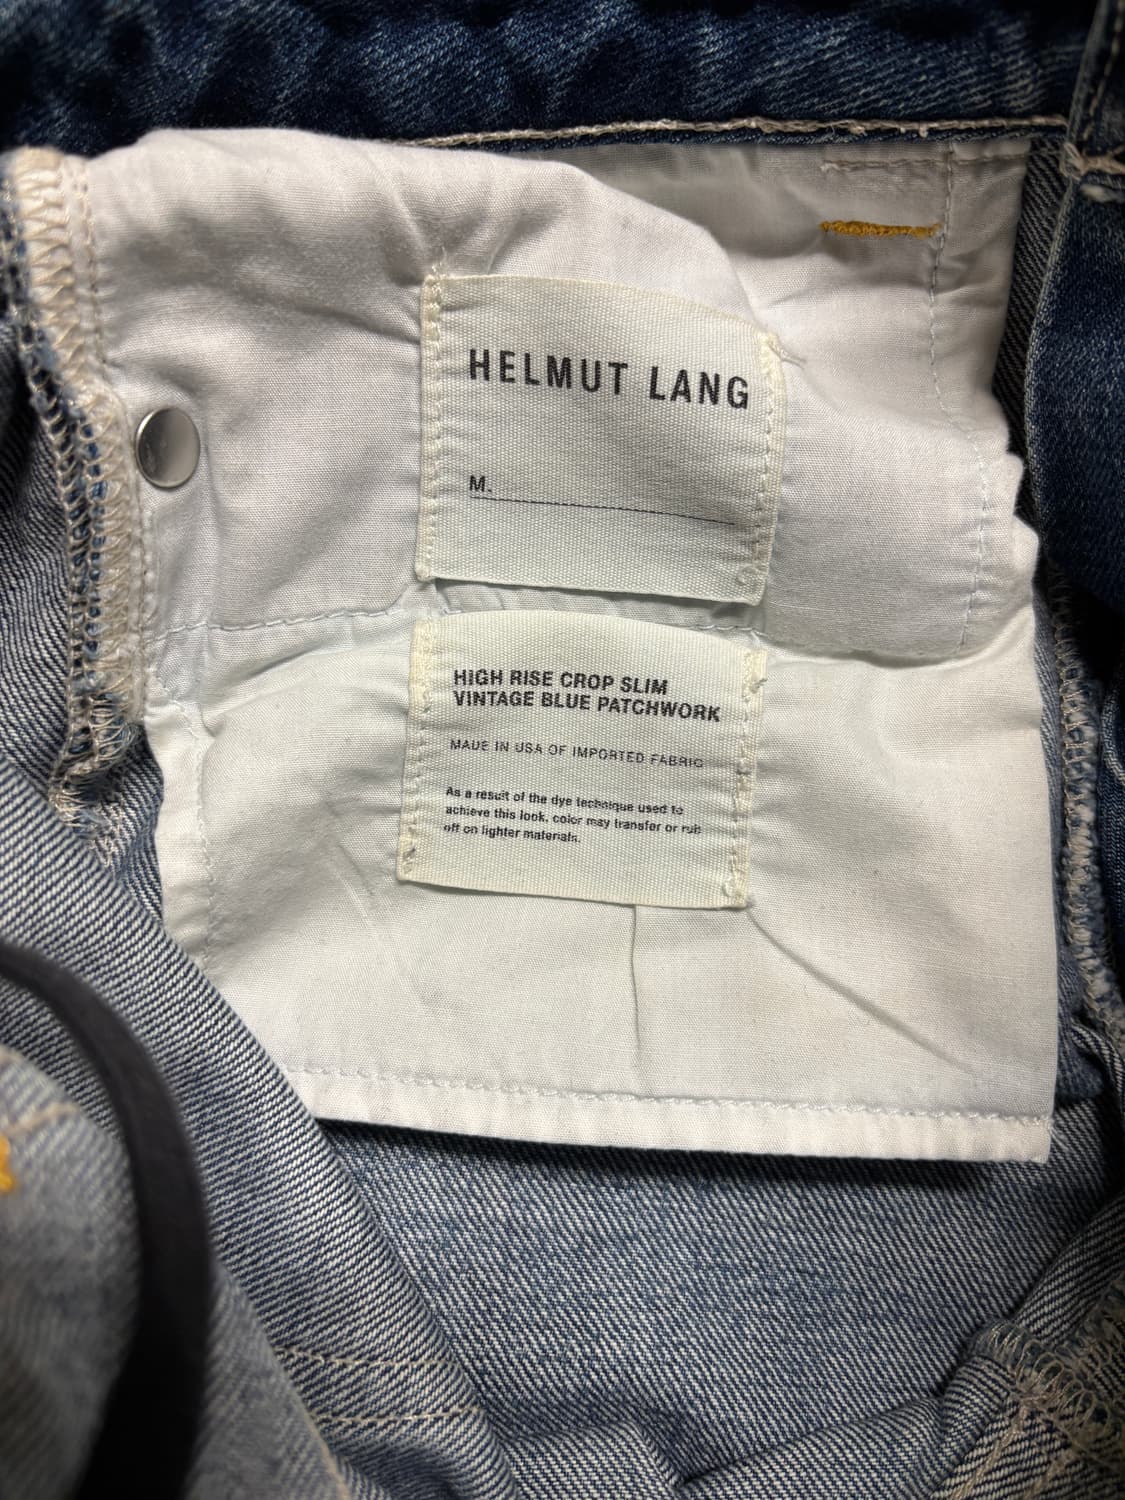 HELMUT LANG
M.
HIGH RISE CROP SLIM
VINTAGE BLUE PATCHWORK
MADE IN USA OF IMPORTED FABRIC
As a result of the dye technique used to
achieve this look, color may transfer or rub
off on lighter materials.